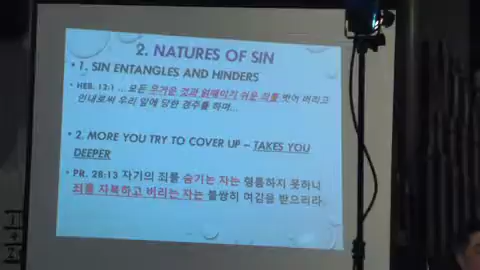 2. NATURES OF SIN
• 1. SIN ENTANGLES AND HINDERS
• HEB. 12:1 … 모든 무거운 것과 얽매이기 쉬운 죄를 벗어 버리고
인내로써 우리 앞에 당한 경주를 하며…
• 2. MORE YOU TRY TO COVER UP – TAKES YOU
DEEPER
• PR. 28:13 자기의 죄를 숨기는 자는 형통하지 못하나
죄를 자복하고 버리는 자는 불쌍히 여김을 받으리라